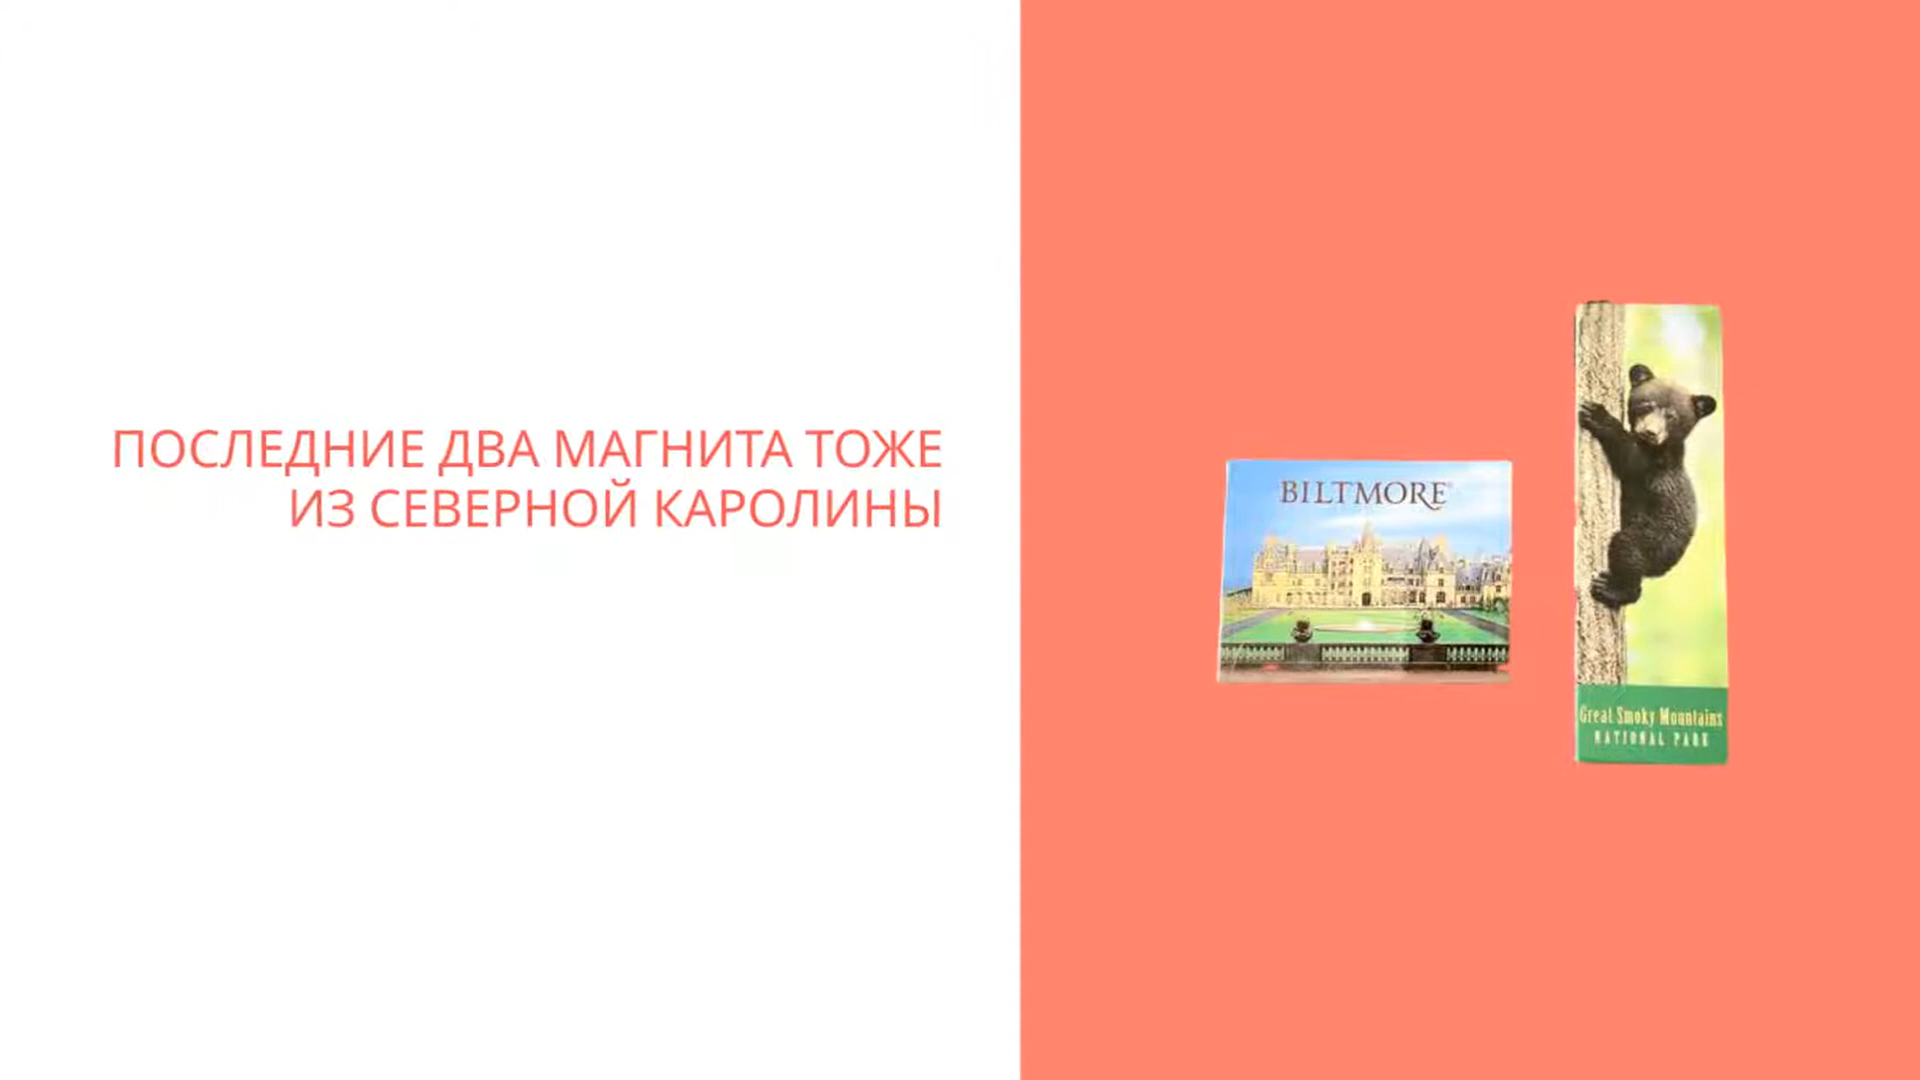 ПОСЛЕДНИЕ ДВА МАГНИТА ТОЖЕ
ИЗ СЕВЕРНОЙ КАРОЛИНЫ
BILTMORE
Great Smoky Mountains
NATIONAL PARK